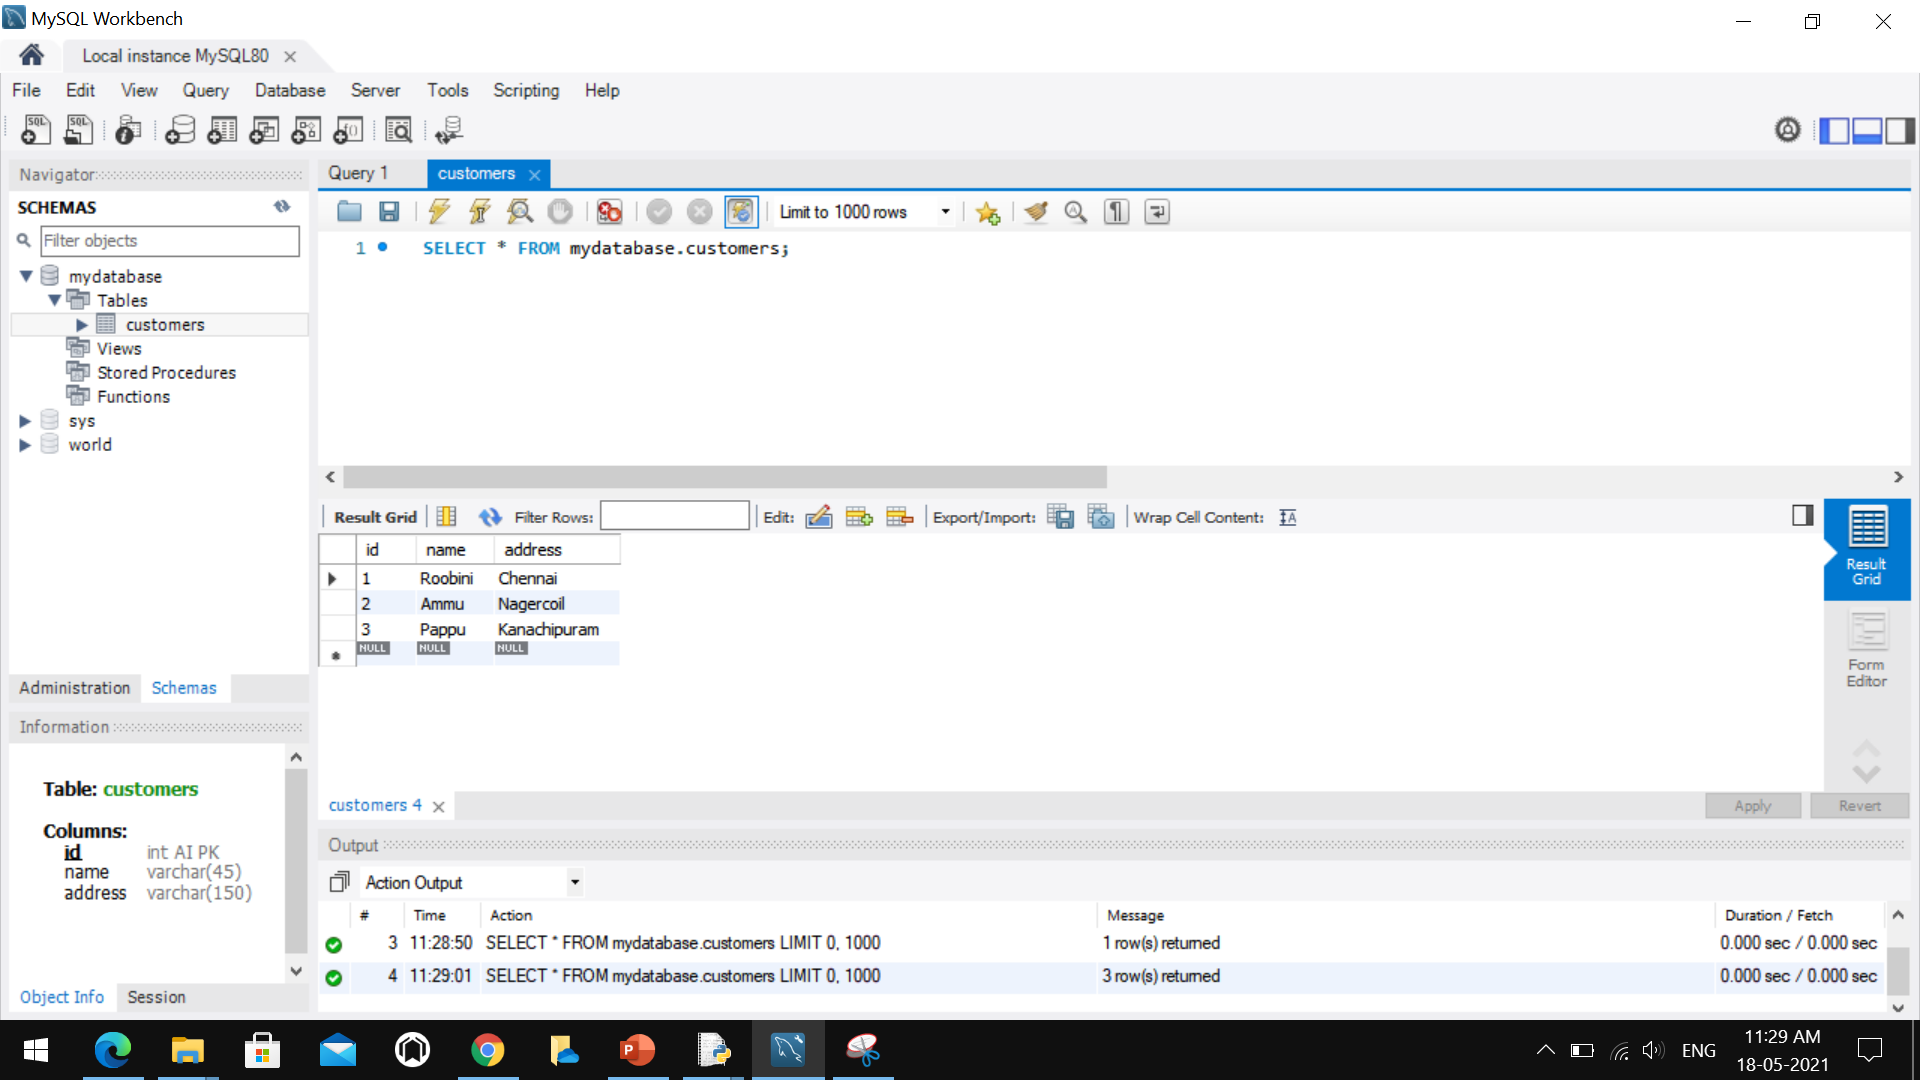 MySQL Workbench
Local instance MySQL80
File Edit View Query Database Server Tools Scripting Help
SQL SQL
Navigator
SCHEMAS
Filter objects
mydatabase
Tables
customers
Views
Stored Procedures
Functions
sys
world
Administration Schemas
Information
Table: customers
Columns:
id int AI PK
name varchar(45)
address varchar(150)
Object Info Session
Query 1 customers
Limit to 1000 rows
1 SELECT * FROM mydatabase.customers;
Result Grid Filter Rows: Edit: Export/Import: Wrap Cell Content:
id name address
1 Roobini Chennai
2 Ammu Nagercoil
3 Pappu Kanachipuram
NULL NULL NULL
Result
Grid
Form
Editor
customers 4
Apply Revert
Output
Action Output
# Time Action Message Duration / Fetch
3 11:28:50 SELECT * FROM mydatabase.customers LIMIT 0, 1000 1 row(s) returned 0.000 sec / 0.000 sec
4 11:29:01 SELECT * FROM mydatabase.customers LIMIT 0, 1000 3 row(s) returned 0.000 sec / 0.000 sec
P
ENG
11:29 AM
18-05-2021